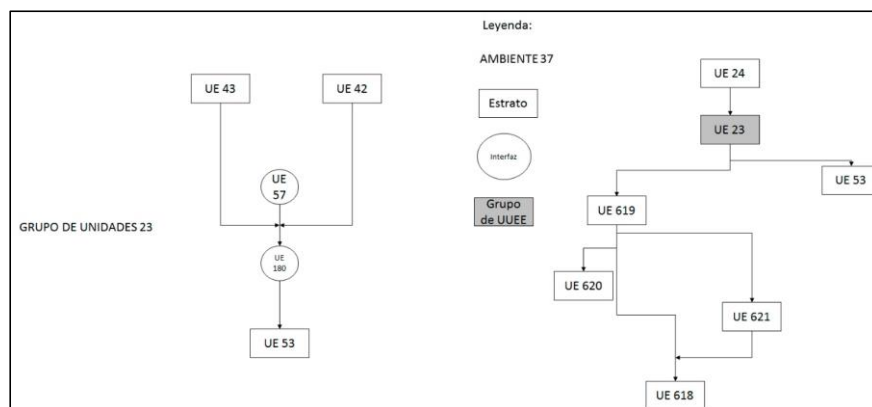 Leyenda:
AMBIENTE 37
UE 43
UE 42
UE 24
Estrato
UE 23
Interfaz
UE
57
UE 53
Grupo
de UUEE
UE 619
GRUPO DE UNIDADES 23
UE
180
UE 620
UE 621
UE 53
UE 618